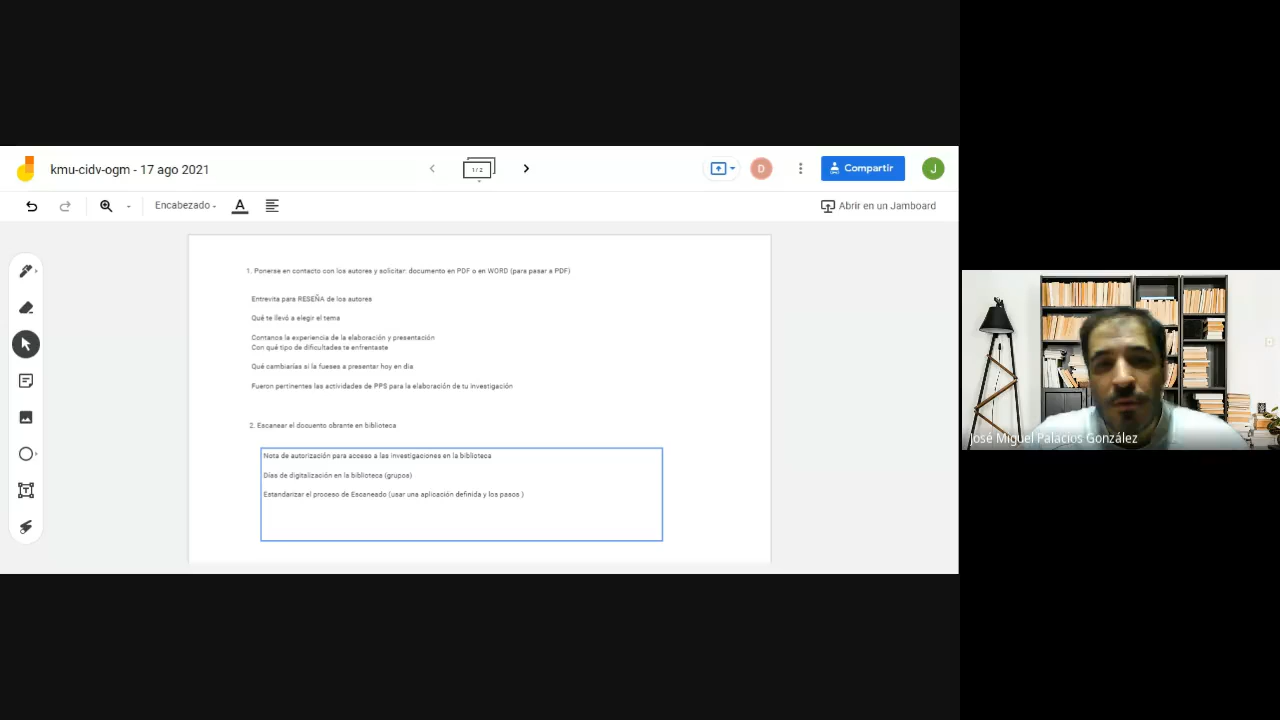 kmu-cidv-ogm - 17 ago 2021
1 / 2
D
Compartir
J
Encabezado
A
Abrir en un Jamboard
1. Ponerse en contacto con los autores y solicitar: documento en PDF o en WORD (para pasar a PDF)
Entrevita para RESEÑA de los autores
Qué te llevó a elegir el tema
Contanos la experiencia de la elaboración y presentación
Con qué tipo de dificultades te enfrentaste
Qué cambiarías si la fueses a presentar hoy en día
Fueron pertinentes las actividades de PPS para la elaboración de tu investigación
2. Escanear el docuento obrante en biblioteca
Nota de autorización para acceso a las investigaciones en la biblioteca
Días de digitalización en la biblioteca (grupos)
Estandarizar el proceso de Escaneado (usar una aplicación definida y los pasos )
José Miguel Palacios González